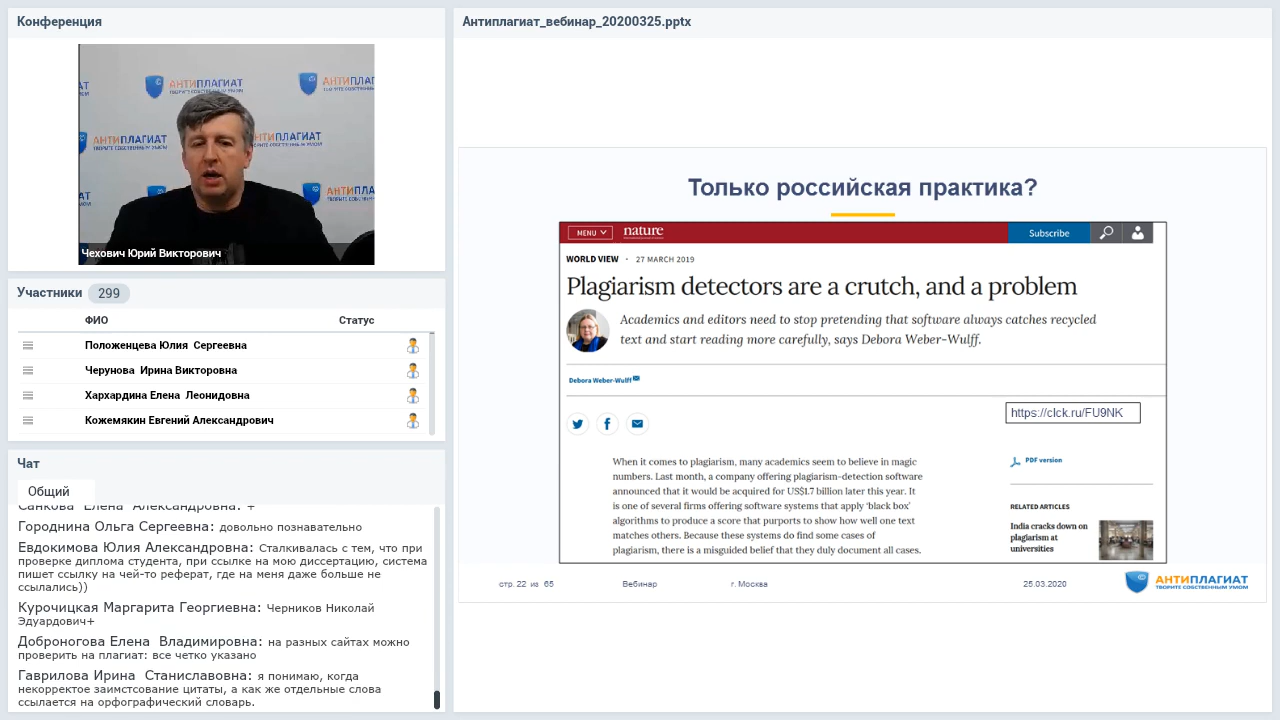 Конференция
АНТИПЛАГИАТ
ТВОРИТЕ СОБСТВЕННЫМ УМОМ
Чехович Юрий Викторович
Участники 299
ФИО Статус
Положенцева Юлия Сергеевна
Черунова Ирина Викторовна
Хархардина Елена Леонидовна
Кожемякин Евгений Александрович
Чат
Общий
Санкова Елена Александровна: +
Городнина Ольга Сергеевна: довольно познавательно
Евдокимова Юлия Александровна: Сталкивалась с тем, что при
проверке диплома студента, при ссылке на мою диссертацию, система
пишет ссылку на чей-то реферат, где на меня даже больше не
ссылались))
Курочицкая Маргарита Георгиевна: Черников Николай
Эдуардович+
Доброногова Елена Владимировна: на разных сайтах можно
проверить на плагиат: все четко указано
Гаврилова Ирина Станиславовна: я понимаю, когда
некорректое заимстсование цитаты, а как же отдельные слова
ссылается на орфографический словарь.
Антиплагиат_вебинар_20200325.pptx
Только российская практика?
MENU nature Subscribe
WORLD VIEW · 27 MARCH 2019
Plagiarism detectors are a crutch, and a problem
Academics and editors need to stop pretending that software always catches recycled
text and start reading more carefully, says Debora Weber-Wulff.
Debora Weber-Wulff
https://clck.ru/FU9NK
When it comes to plagiarism, many academics seem to believe in magic
numbers. Last month, a company offering plagiarism-detection software
announced that it would be acquired for US$1.7 billion later this year. It
is one of several firms offering software systems that apply ‘black box’
algorithms to produce a score that purports to show how well one text
matches others. Because these systems do find some cases of
plagiarism, there is a misguided belief that they duly document all cases.
PDF version
RELATED ARTICLES
India cracks down on
plagiarism at
universities
стр. 22 из 65 Вебинар г. Москва 25.03.2020
АНТИПЛАГИАТ
ТВОРИТЕ СОБСТВЕННЫМ УМОМ